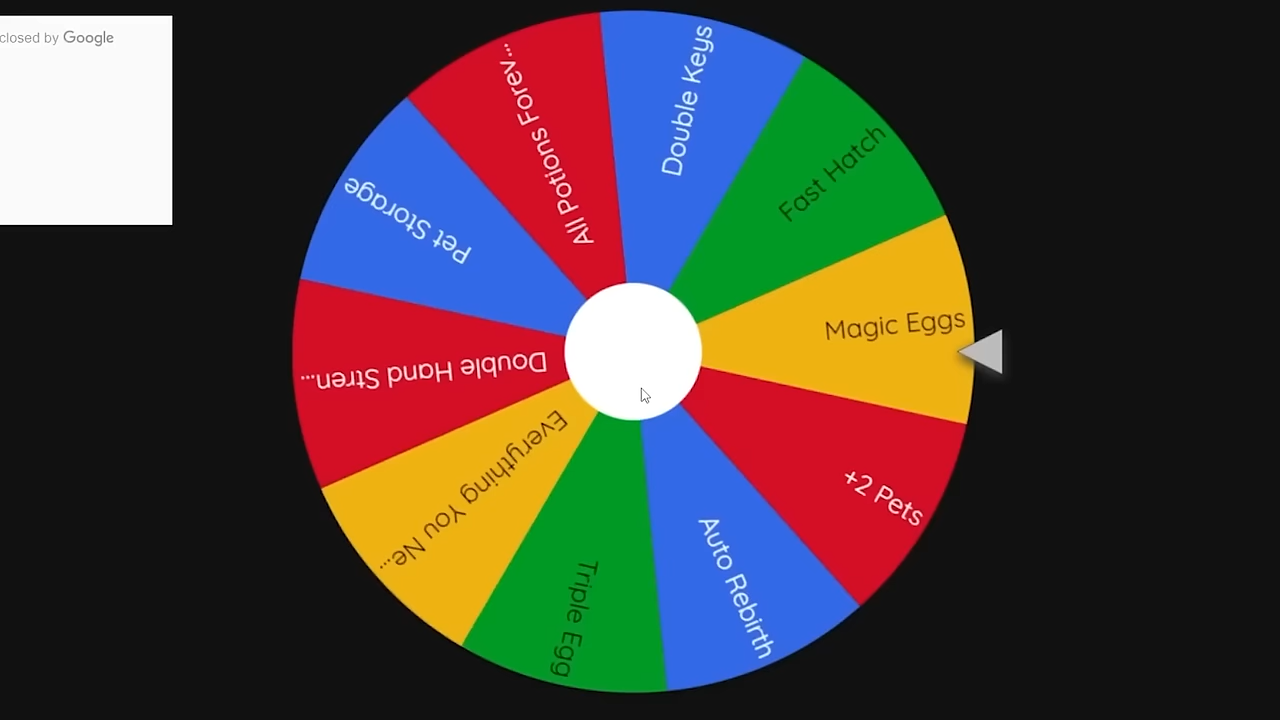 closed by Google
Double Keys
Fast Hatch
Magic Eggs
+2 Pets
Auto Rebirth
Triple Egg
Everything You Ne...
Double Hand Stren...
Pet Storage
All Potions Forev...